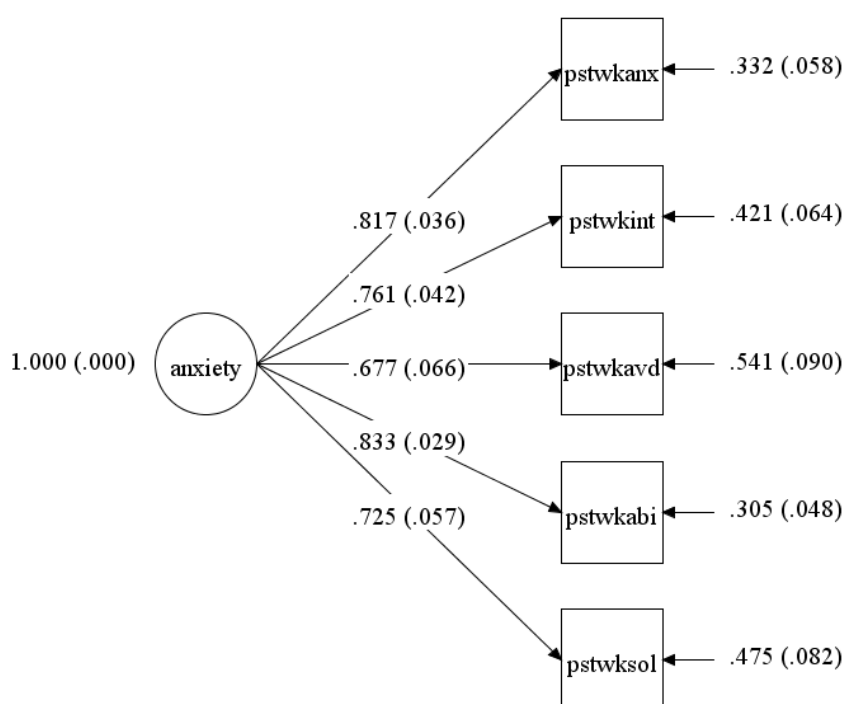 pstwkanx
.332 (.058)
.817 (.036)
pstwkint
.421 (.064)
.761 (.042)
1.000 (.000)
anxiety
.677 (.066)
pstwkavd
.541 (.090)
.833 (.029)
pstwkabi
.305 (.048)
.725 (.057)
pstwksol
.475 (.082)